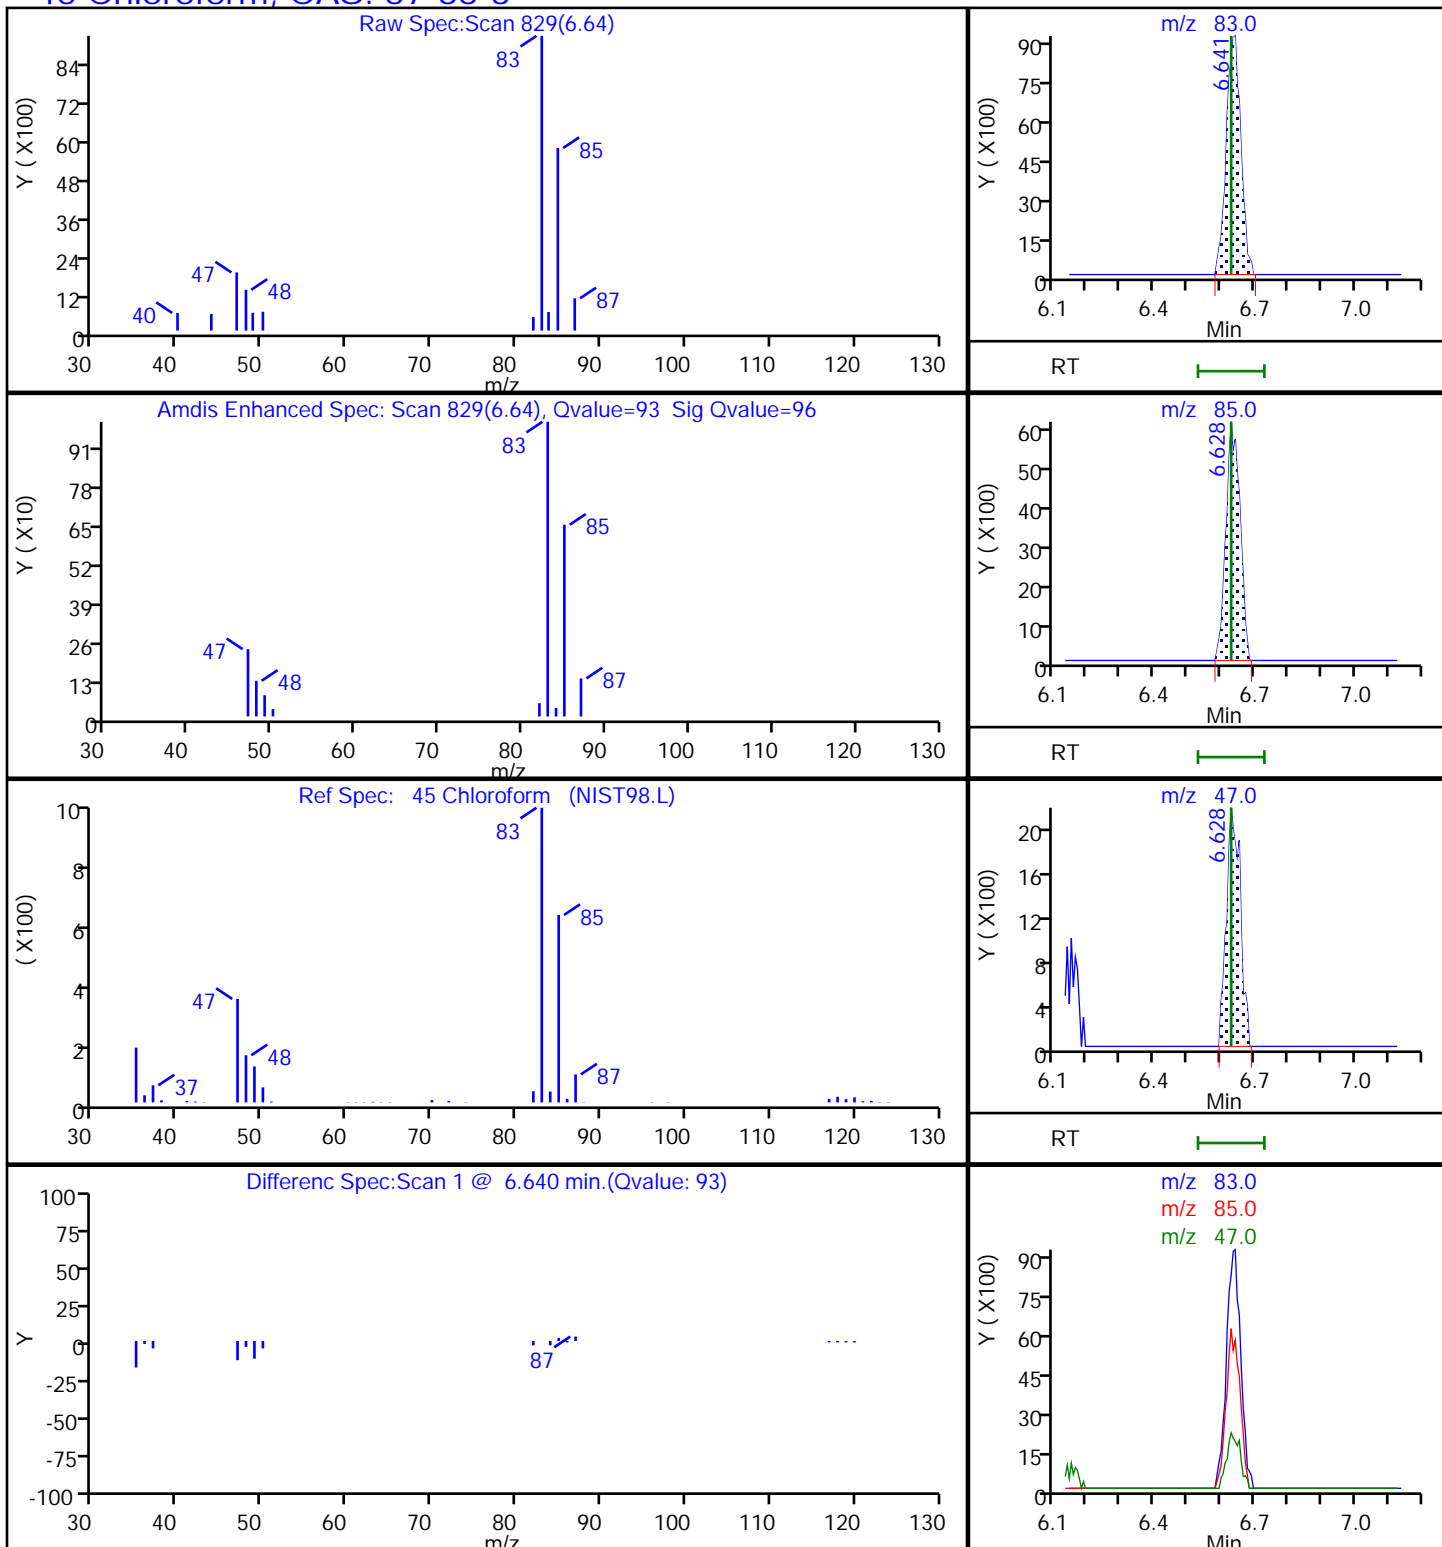 Raw Spec:Scan 829(6.64)
Y ( X100)
84
72
60
48
36
24
12
0
83
85
47
48
40
87
30 40 50 60 70 80 90 100 110 120 130
m/z
m/z 83.0
Y ( X100)
90
75
60
45
30
15
0
6.641
6.1 6.4 6.7 7.0
Min
RT
Amdis Enhanced Spec: Scan 829(6.64), Qvalue=93 Sig Qvalue=96
Y ( X10)
91
78
65
52
39
26
13
0
83
85
47
48
87
30 40 50 60 70 80 90 100 110 120 130
m/z
m/z 85.0
Y ( X100)
60
50
40
30
20
10
0
6.628
6.1 6.4 6.7 7.0
Min
RT
Ref Spec: 45 Chloroform (NIST98.L)
( X100)
10
8
6
4
2
0
83
85
47
48
37
87
30 40 50 60 70 80 90 100 110 120 130
m/z 47.0
Y ( X100)
20
16
12
8
4
0
6.628
6.1 6.4 6.7 7.0
Min
RT
Differenc Spec:Scan 1 @ 6.640 min.(Qvalue: 93)
Y
100
75
50
25
0
-25
-50
-75
-100
87
30 40 50 60 70 80 90 100 110 120 130
m/z
m/z 83.0
m/z 85.0
m/z 47.0
Y ( X100)
90
75
60
45
30
15
0
6.1 6.4 6.7 7.0
Min